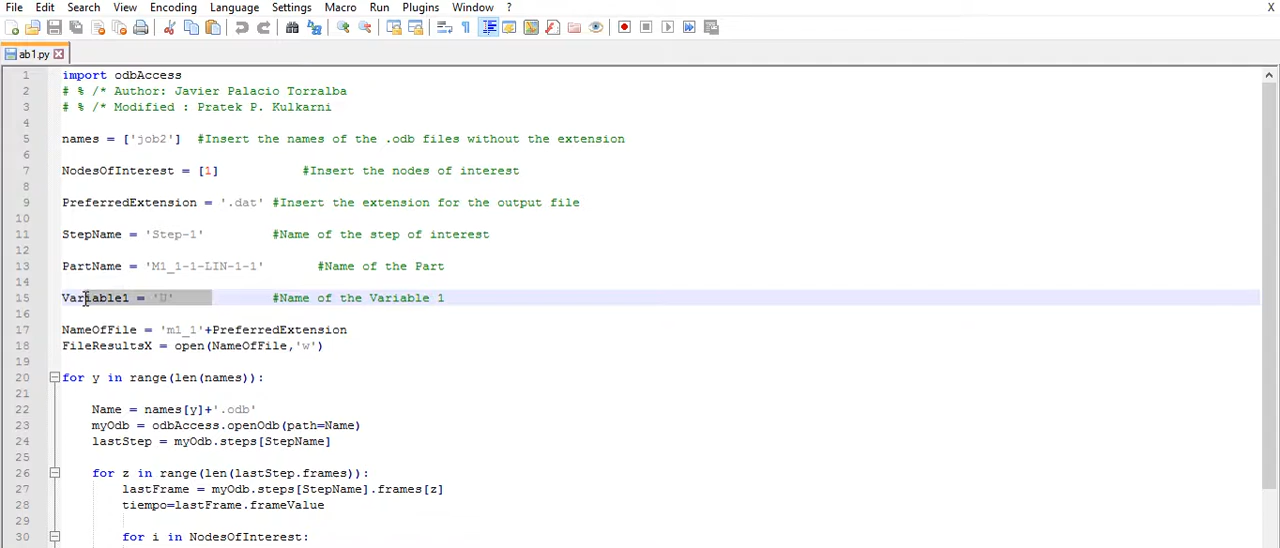 File Edit Search View Encoding Language Settings Macro Run Plugins Window ? X
ab1.py
1 import odbAccess
2 # % /* Author: Javier Palacio Torralba
3 # % /* Modified : Pratek P. Kulkarni
4
5 names = ['job2'] #Insert the names of the .odb files without the extension
6
7 NodesOfInterest = [1] #Insert the nodes of interest
8
9 PreferredExtension = '.dat' #Insert the extension for the output file
10
11 StepName = 'Step-1' #Name of the step of interest
12
13 PartName = 'M1_1-1-LIN-1-1' #Name of the Part
14
15 Variable1 = 'U' #Name of the Variable 1
16
17 NameOfFile = 'm1_1'+PreferredExtension
18 FileResultsX = open(NameOfFile,'w')
19
20 for y in range(len(names)):
21
22 Name = names[y]+'.odb'
23 myOdb = odbAccess.openOdb(path=Name)
24 lastStep = myOdb.steps[StepName]
25
26 for z in range(len(lastStep.frames)):
27 lastFrame = myOdb.steps[StepName].frames[z]
28 tiempo=lastFrame.frameValue
29
30 for i in NodesOfInterest: